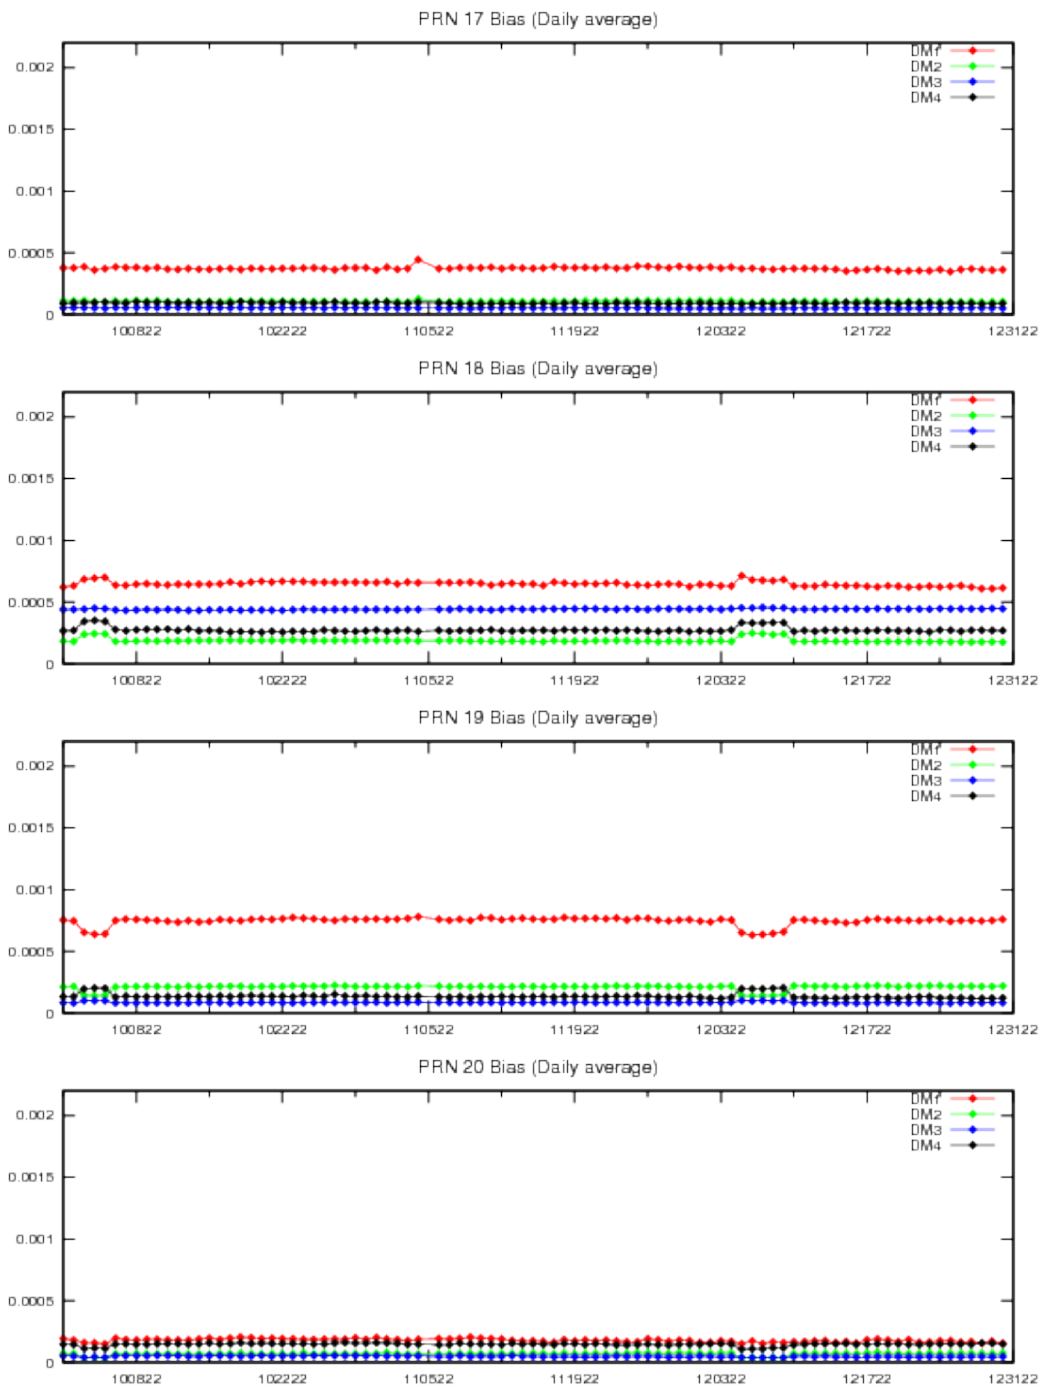 PRN 17 Bias (Daily average)
DM1
0.002
DM2
DM3
DM4
0.0015
0.001
0.0005
0
100822 102222 110522 111922 120322 121722 123122
PRN 18 Bias (Daily average)
DM1
0.002
DM2
DM3
DM4
0.0015
0.001
0.0005
0
100822 102222 110522 111922 120322 121722 123122
PRN 19 Bias (Daily average)
DM1
0.002
DM2
DM3
DM4
0.0015
0.001
0.0005
0
100822 102222 110522 111922 120322 121722 123122
PRN 20 Bias (Daily average)
DM1
0.002
DM2
DM3
DM4
0.0015
0.001
0.0005
0
100822 102222 110522 111922 120322 121722 123122